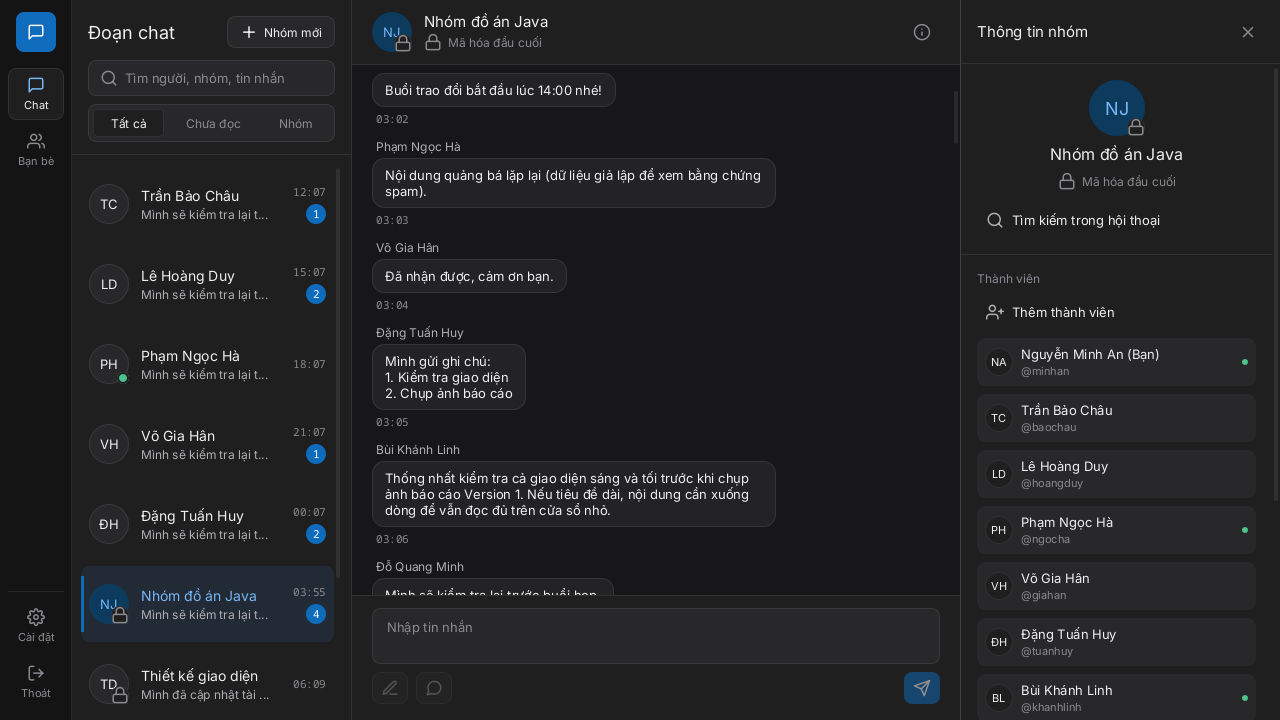 Chat
Bạn bè
Cài đặt
Thoát
Đoạn chat
Nhóm mới
Tìm người, nhóm, tin nhắn
Tất cả
Chưa đọc
Nhóm
TC
Trần Bảo Châu
12:07
Mình sẽ kiểm tra lại t...
1
LD
Lê Hoàng Duy
15:07
Mình sẽ kiểm tra lại t...
2
PH
Phạm Ngọc Hà
18:07
Mình sẽ kiểm tra lại t...
VH
Võ Gia Hân
21:07
Mình sẽ kiểm tra lại t...
1
ĐH
Đặng Tuấn Huy
00:07
Mình sẽ kiểm tra lại t...
2
NJ
Nhóm đồ án Java
03:55
Mình sẽ kiểm tra lại t...
4
TD
Thiết kế giao diện
06:09
Mình đã cập nhật tài ...
NJ
Nhóm đồ án Java
Mã hóa đầu cuối
Buổi trao đổi bắt đầu lúc 14:00 nhé!
03:02
Phạm Ngọc Hà
Nội dung quảng bá lặp lại (dữ liệu giả lập để xem bằng chứng
spam).
03:03
Võ Gia Hân
Đã nhận được, cảm ơn bạn.
03:04
Đặng Tuấn Huy
Mình gửi ghi chú:
1. Kiểm tra giao diện
2. Chụp ảnh báo cáo
03:05
Bùi Khánh Linh
Thống nhất kiểm tra cả giao diện sáng và tối trước khi chụp
ảnh báo cáo Version 1. Nếu tiêu đề dài, nội dung cần xuống
dòng để vẫn đọc đủ trên cửa sổ nhỏ.
03:06
Đỗ Quang Minh
Mình sẽ kiểm tra lại trước buổi hẹn.
Nhập tin nhắn
Thông tin nhóm
NJ
Nhóm đồ án Java
Mã hóa đầu cuối
Tìm kiếm trong hội thoại
Thành viên
Thêm thành viên
NA
Nguyễn Minh An (Bạn)
@minhan
TC
Trần Bảo Châu
@baochau
LD
Lê Hoàng Duy
@hoangduy
PH
Phạm Ngọc Hà
@ngocha
VH
Võ Gia Hân
@giahan
ĐH
Đặng Tuấn Huy
@tuanhuy
BL
Bùi Khánh Linh
@khanhlinh